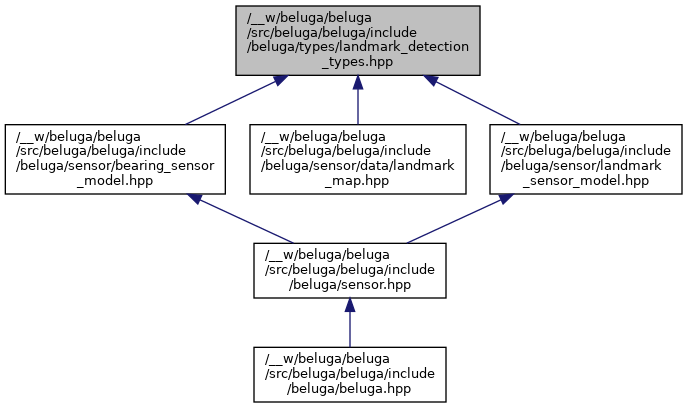 /__w/beluga/beluga
/src/beluga/beluga/include
/beluga/types/landmark_detection
_types.hpp
/__w/beluga/beluga
/src/beluga/beluga/include
/beluga/sensor/bearing_sensor
_model.hpp
/__w/beluga/beluga
/src/beluga/beluga/include
/beluga/sensor/data/landmark
_map.hpp
/__w/beluga/beluga
/src/beluga/beluga/include
/beluga/sensor/landmark
_sensor_model.hpp
/__w/beluga/beluga
/src/beluga/beluga/include
/beluga/sensor.hpp
/__w/beluga/beluga
/src/beluga/beluga/include
/beluga/beluga.hpp